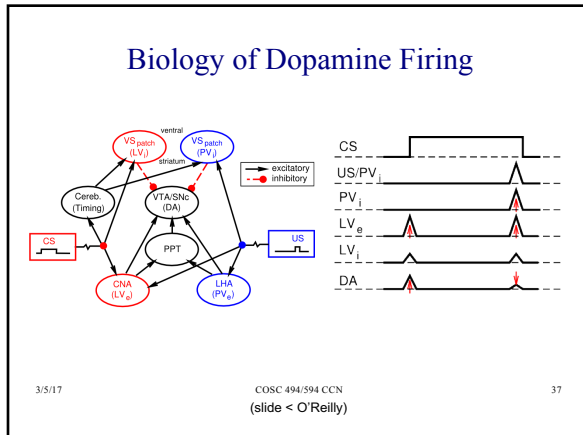 Biology of Dopamine Firing
ventral
striatum
VS patch
(LVi)
VS patch
(PVi)
excitatory
inhibitory
Cereb.
(Timing)
VTA/SNc
(DA)
CS
PPT
US
CNA
(LVe)
LHA
(PVe)
CS
US/PVi
PVi
LVe
LVi
DA
3/5/17
COSC 494/594 CCN
37
(slide < O'Reilly)